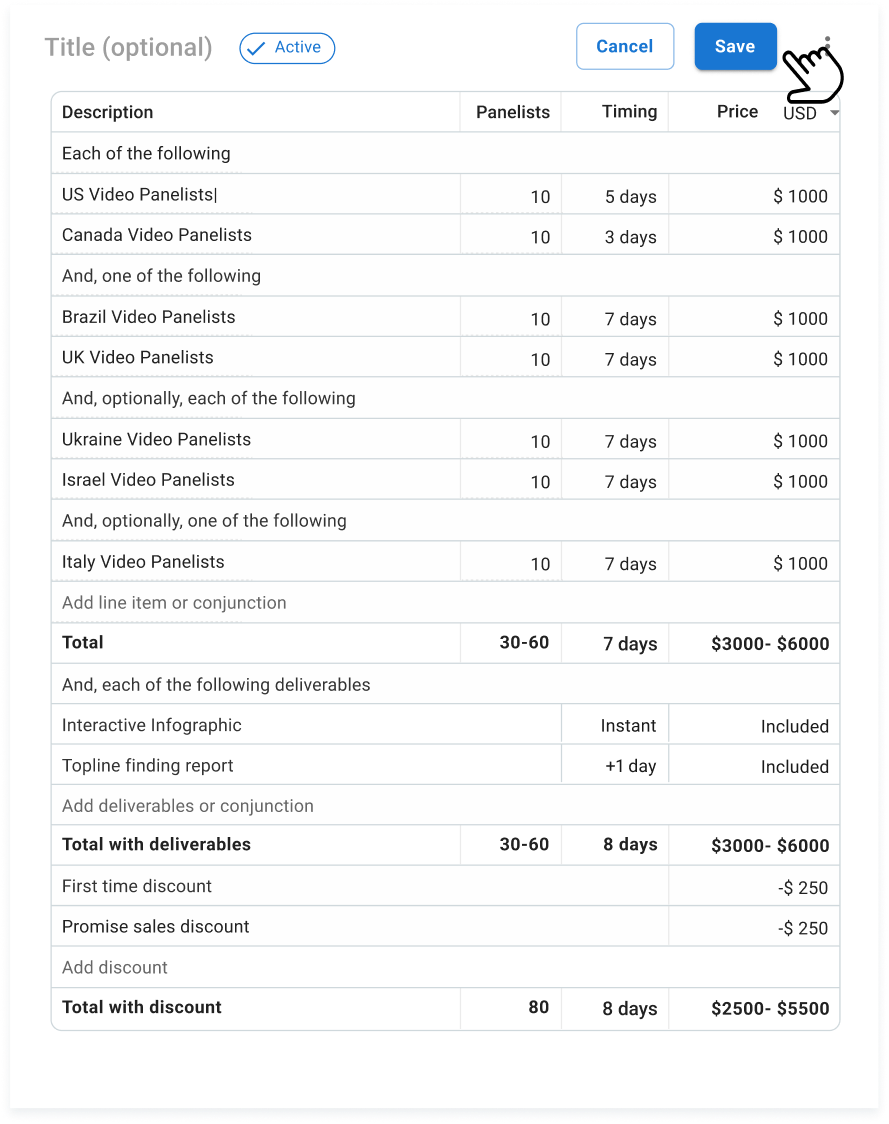 Title (optional) Active Cancel Save
Description Panelists Timing Price USD
Each of the following
US Video Panelists| 10 5 days $ 1000
Canada Video Panelists 10 3 days $ 1000
And, one of the following
Brazil Video Panelists 10 7 days $ 1000
UK Video Panelists 10 7 days $ 1000
And, optionally, each of the following
Ukraine Video Panelists 10 7 days $ 1000
Israel Video Panelists 10 7 days $ 1000
And, optionally, one of the following
Italy Video Panelists 10 7 days $ 1000
Add line item or conjunction
Total 30-60 7 days $3000- $6000
And, each of the following deliverables
Interactive Infographic Instant Included
Topline finding report +1 day Included
Add deliverables or conjunction
Total with deliverables 30-60 8 days $3000- $6000
First time discount -$ 250
Promise sales discount -$ 250
Add discount
Total with discount 80 8 days $2500- $5500